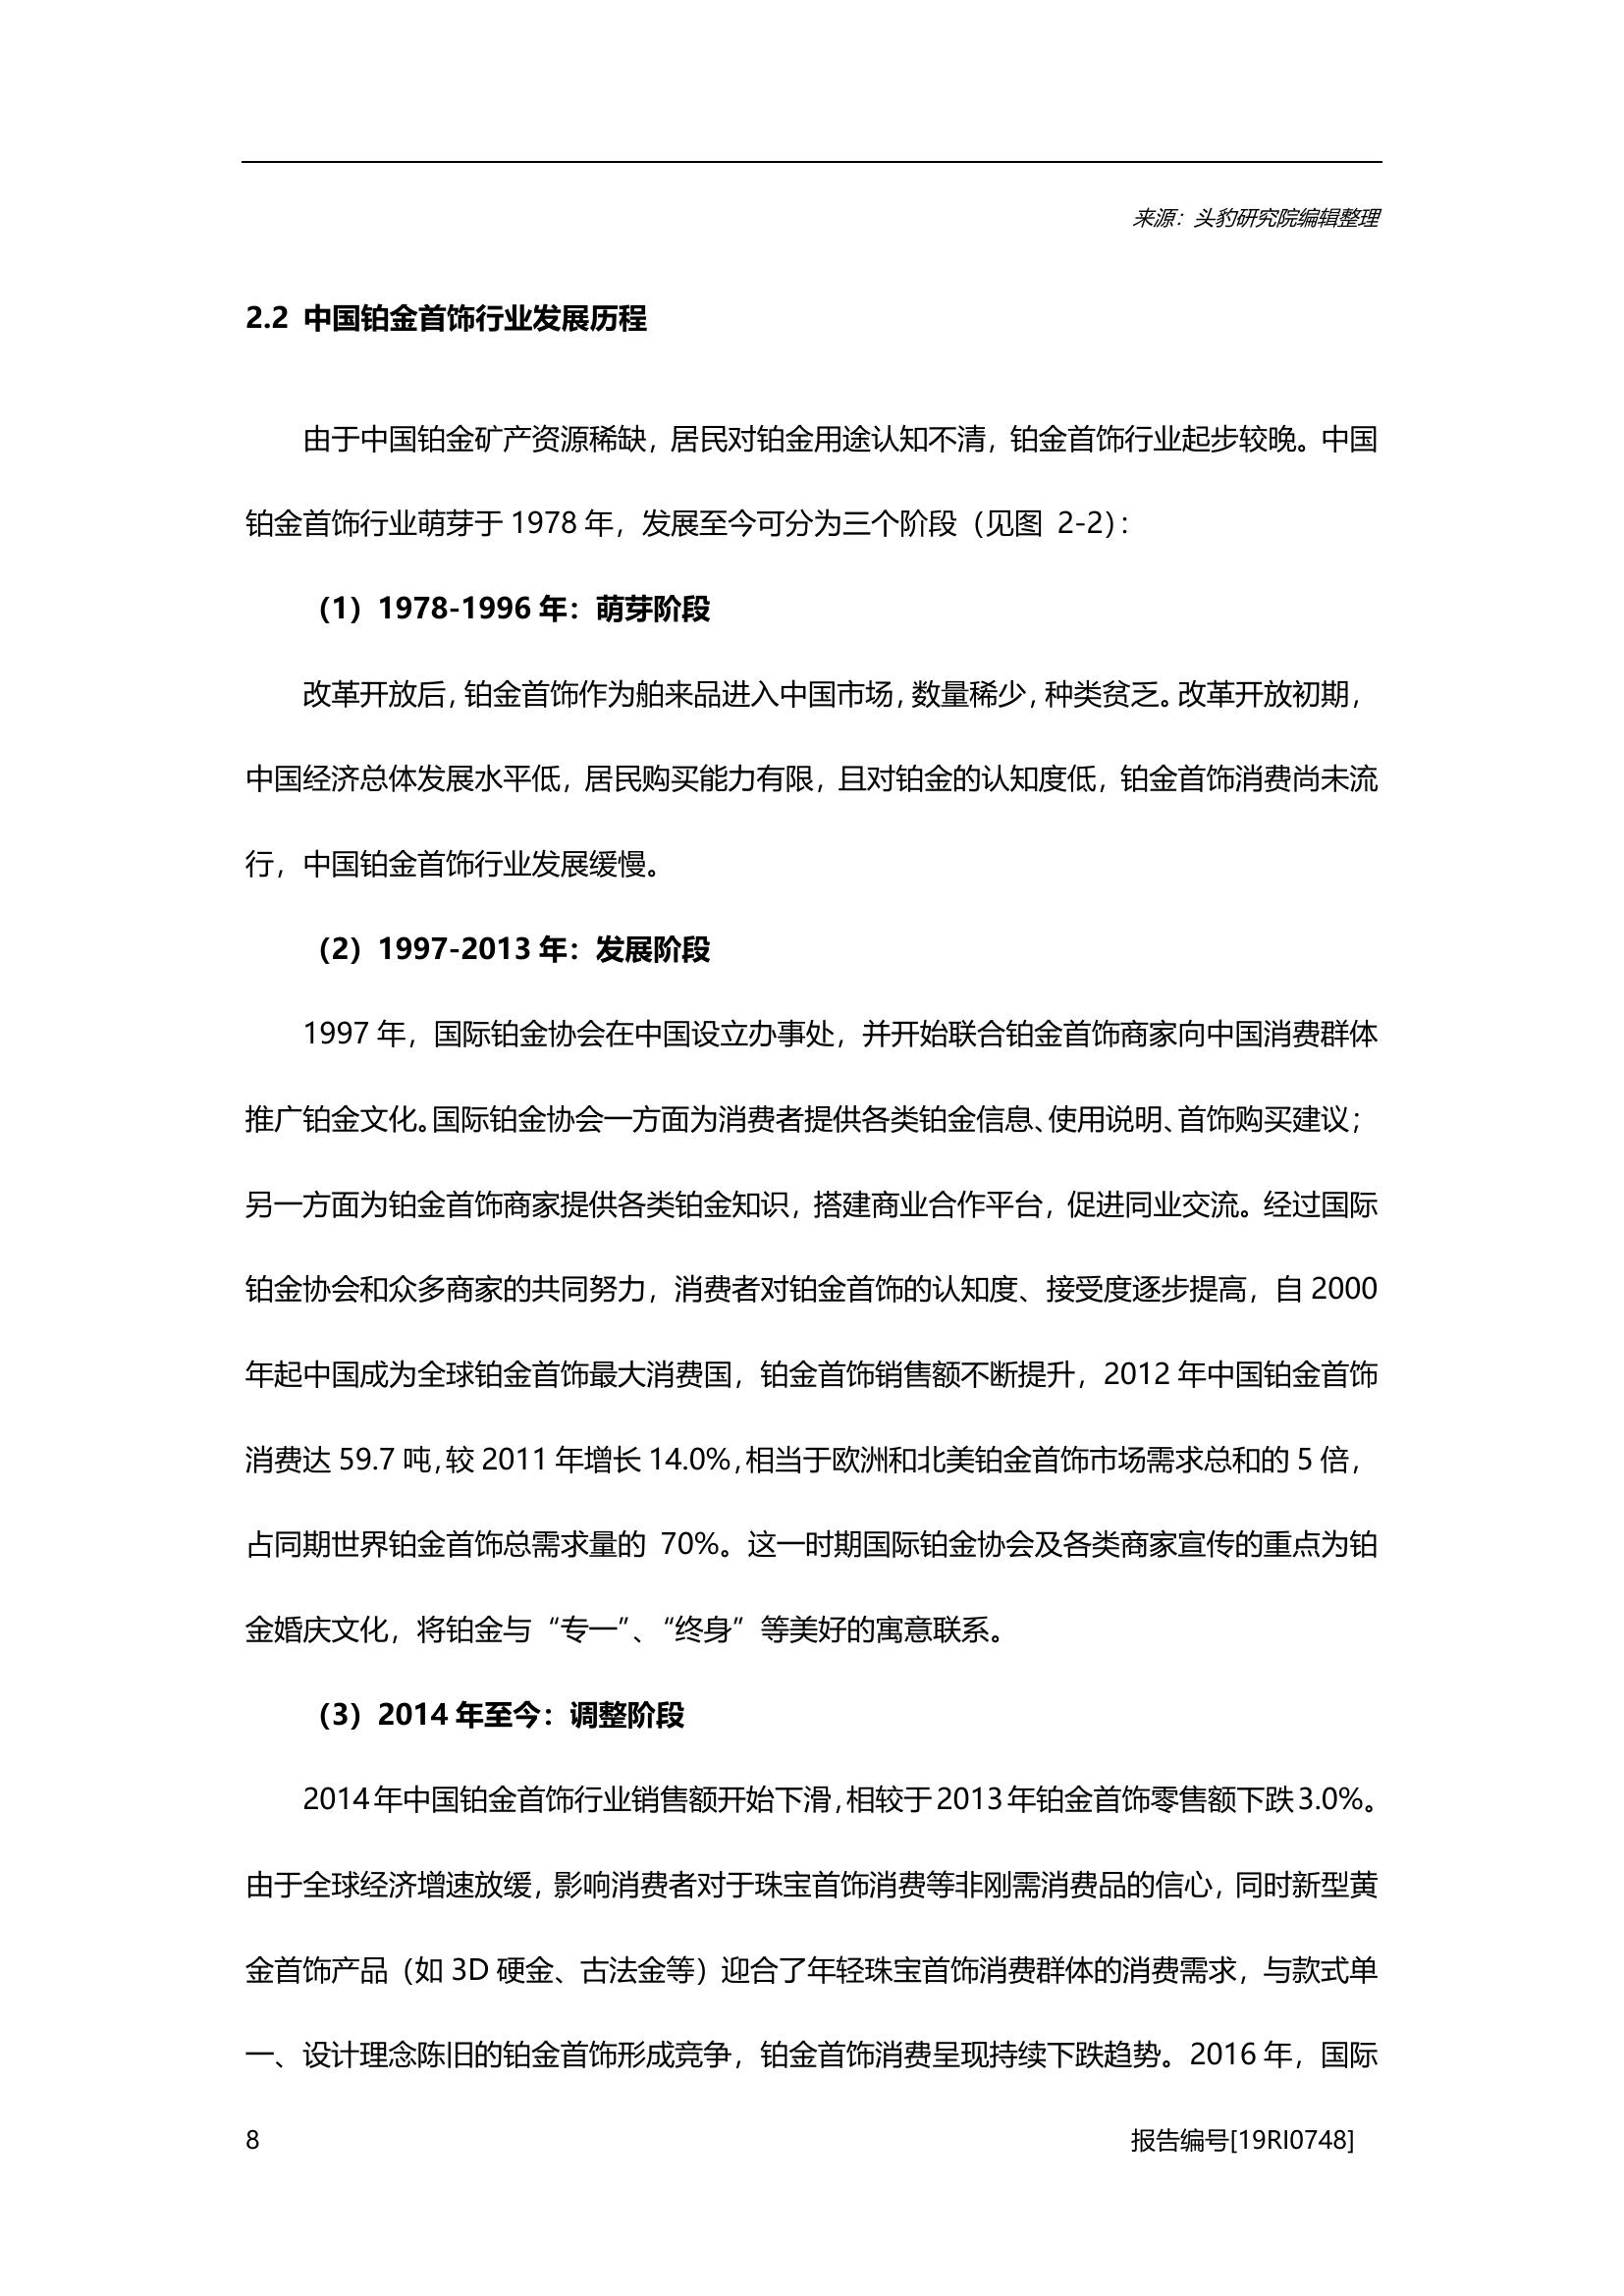 来源：头豹研究院编辑整理
2.2 中国铂金首饰行业发展历程
由于中国铂金矿产资源稀缺，居民对铂金用途认知不清，铂金首饰行业起步较晚。中国
铂金首饰行业萌芽于 1978 年，发展至今可分为三个阶段（见图 2-2）：
（1）1978-1996 年：萌芽阶段
改革开放后，铂金首饰作为舶来品进入中国市场，数量稀少，种类贫乏。改革开放初期，
中国经济总体发展水平低，居民购买能力有限，且对铂金的认知度低，铂金首饰消费尚未流
行，中国铂金首饰行业发展缓慢。
（2）1997-2013 年：发展阶段
1997 年，国际铂金协会在中国设立办事处，并开始联合铂金首饰商家向中国消费群体
推广铂金文化。国际铂金协会一方面为消费者提供各类铂金信息、使用说明、首饰购买建议；
另一方面为铂金首饰商家提供各类铂金知识，搭建商业合作平台，促进同业交流。经过国际
铂金协会和众多商家的共同努力，消费者对铂金首饰的认知度、接受度逐步提高，自 2000
年起中国成为全球铂金首饰最大消费国，铂金首饰销售额不断提升，2012 年中国铂金首饰
消费达 59.7 吨，较 2011 年增长 14.0%，相当于欧洲和北美铂金首饰市场需求总和的 5 倍，
占同期世界铂金首饰总需求量的 70%。这一时期国际铂金协会及各类商家宣传的重点为铂
金婚庆文化，将铂金与“专一”、“终身”等美好的寓意联系。
（3）2014 年至今：调整阶段
2014 年中国铂金首饰行业销售额开始下滑，相较于 2013 年铂金首饰零售额下跌 3.0%。
由于全球经济增速放缓，影响消费者对于珠宝首饰消费等非刚需消费品的信心，同时新型黄
金首饰产品（如 3D 硬金、古法金等）迎合了年轻珠宝首饰消费群体的消费需求，与款式单
一、设计理念陈旧的铂金首饰形成竞争，铂金首饰消费呈现持续下跌趋势。2016 年，国际
8 报告编号[19RI0748]